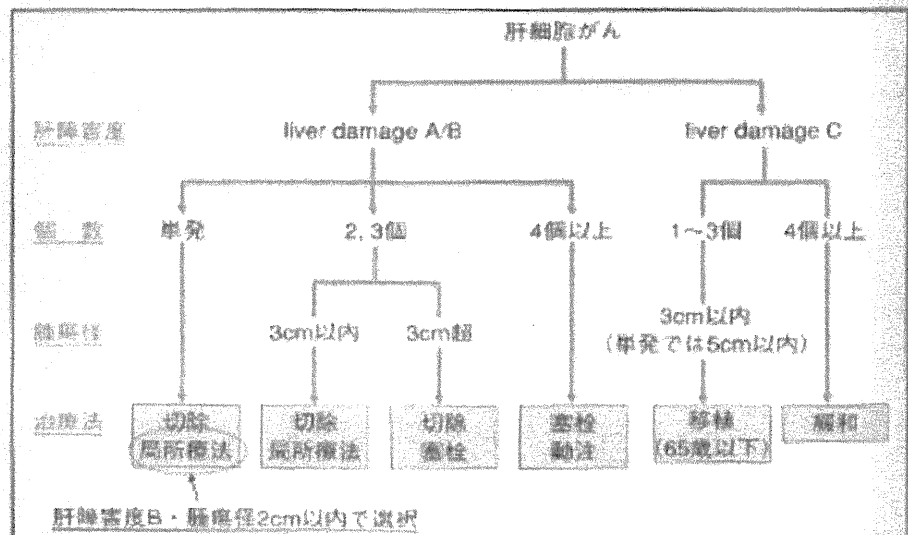 肝細胞がん
肝障害度 liver damage A/B liver damage C
個 数 単発 2, 3個 4個以上 1～3個 4個以上
腫瘍径 3cm以内 3cm超 3cm以内
(単発では5cm以内)
治療法 切除 切除 切除 塞栓 移植 緩和
局所療法 局所療法 塞栓 動注 (65歳以下)
肝障害度B・腫瘍径2cm以内で選択